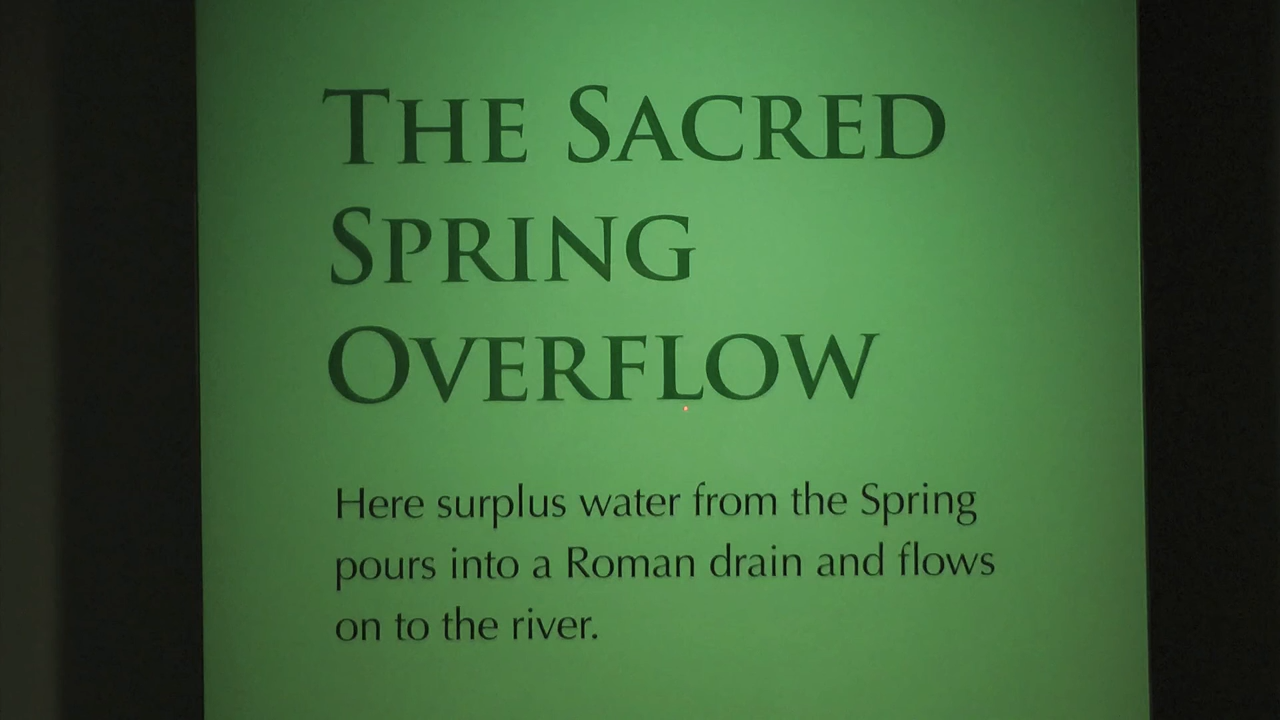 THE SACRED
SPRING
OVERFLOW
Here surplus water from the Spring
pours into a Roman drain and flows
on to the river.